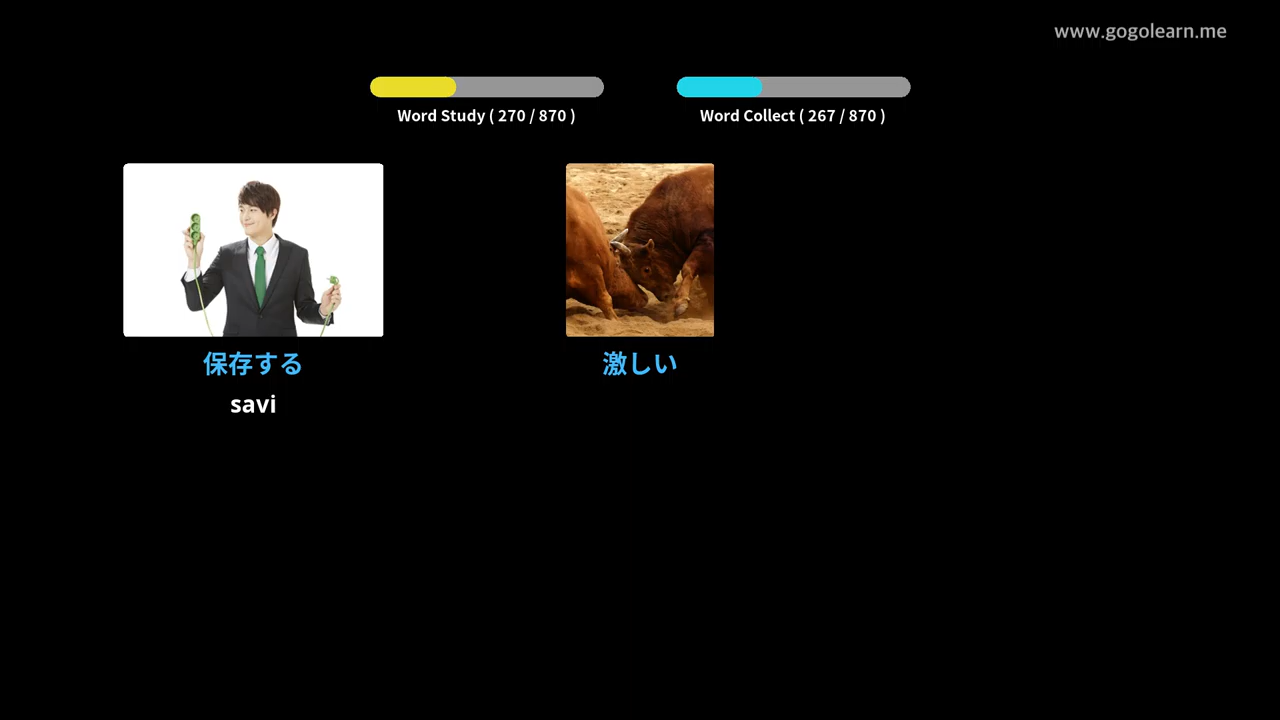 www.gogolearn.me
Word Study ( 270 / 870 )
Word Collect ( 267 / 870 )
保存する
savi
激しい